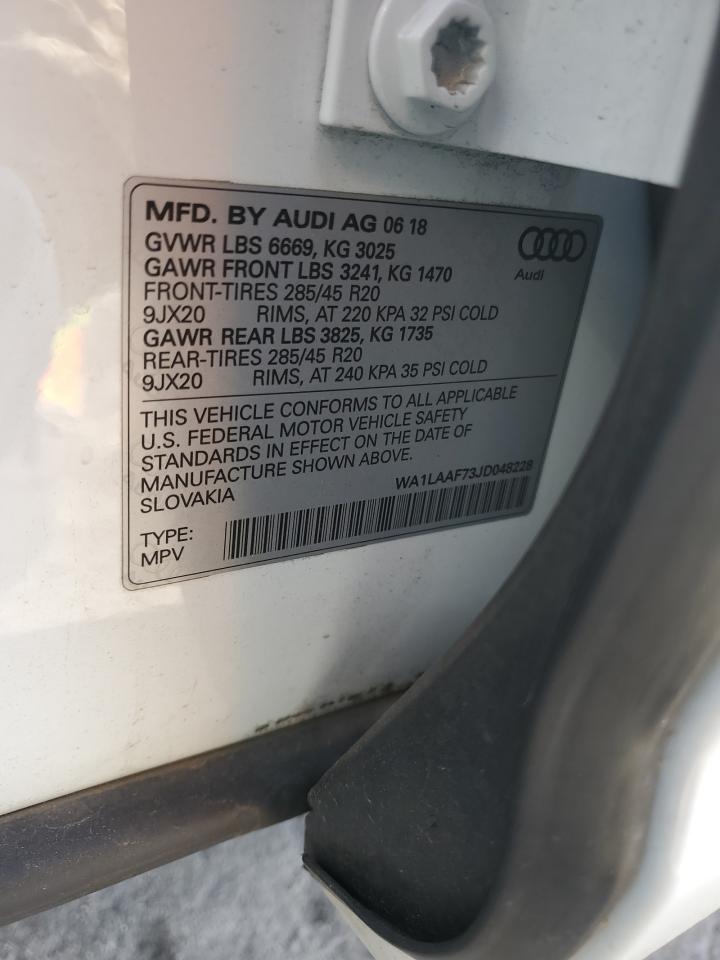 MFD. BY AUDI AG 06 18
GVWR LBS 6669, KG 3025
GAWR FRONT LBS 3241, KG 1470
FRONT-TIRES 285/45 R20
9JX20 RIMS, AT 220 KPA 32 PSI COLD
GAWR REAR LBS 3825, KG 1735
REAR-TIRES 285/45 R20
9JX20 RIMS, AT 240 KPA 35 PSI COLD
Audi
THIS VEHICLE CONFORMS TO ALL APPLICABLE
U.S. FEDERAL MOTOR VEHICLE SAFETY
STANDARDS IN EFFECT ON THE DATE OF
MANUFACTURE SHOWN ABOVE.
SLOVAKIA
WA1LAAF73JD048228
TYPE:
MPV